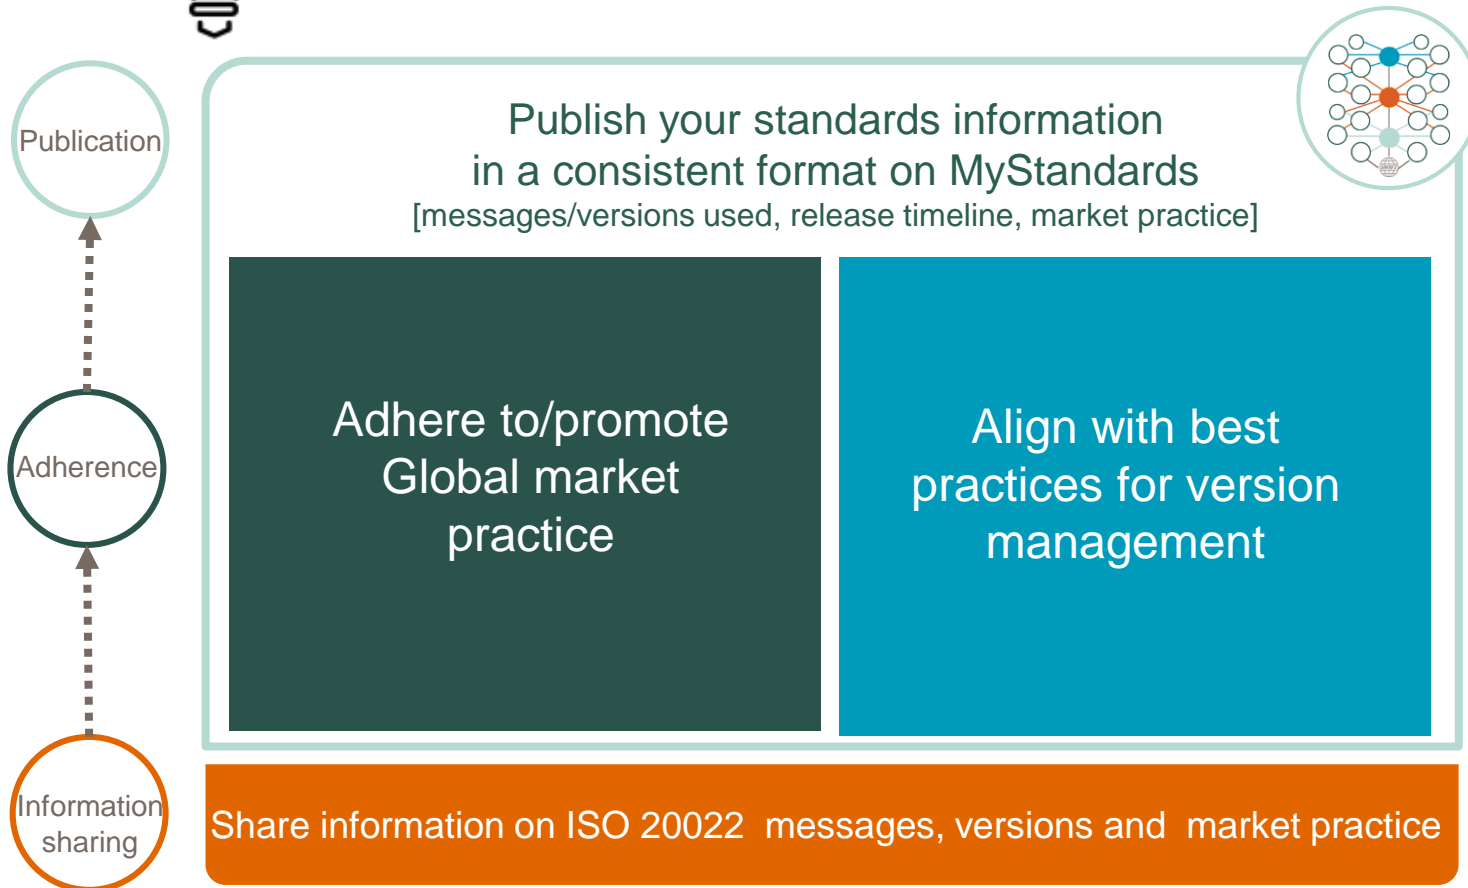 Publication
Publish your standards information
in a consistent format on MyStandards
[messages/versions used, release timeline, market practice]
Adherence
Adhere to/promote
Global market
practice
Align with best
practices for version
management
Information
sharing
Share information on ISO 20022  messages, versions and  market practice